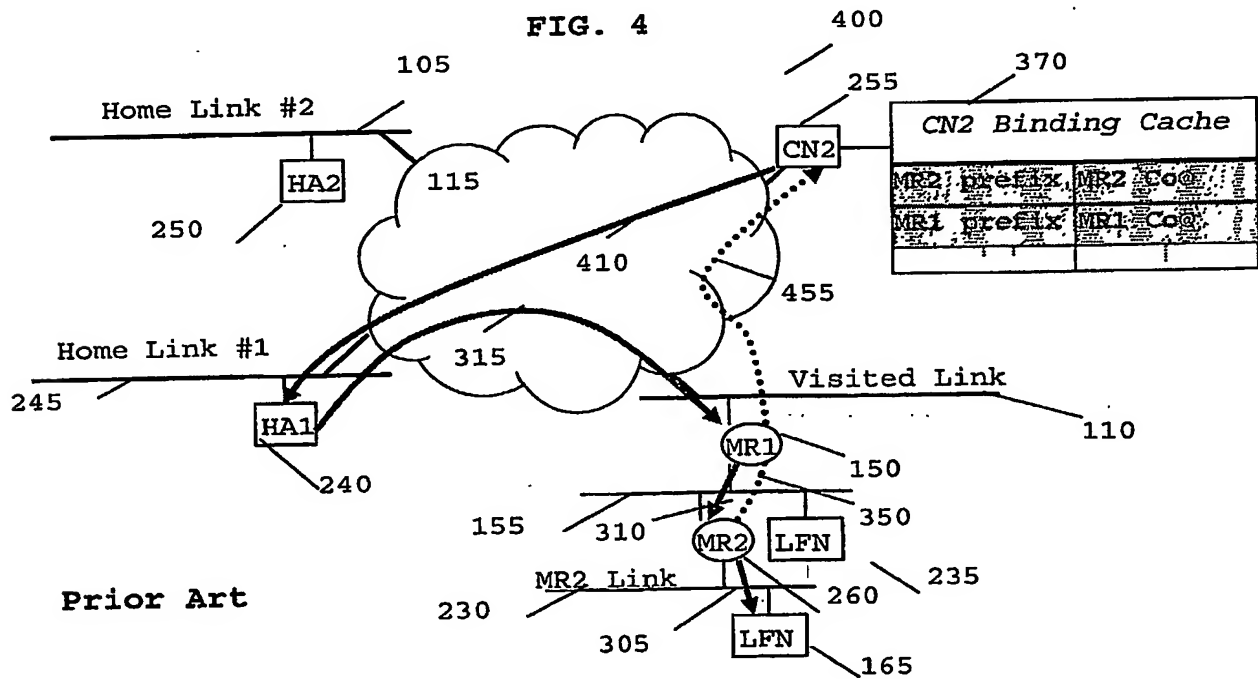 FIG. 4
400
105
370
255
Home Link #2
CN2 Binding Cache
CN2
HA2
115
MR2 prefix MR2 Co@
MR1 prefix MR1 Co@
250
410
455
Home Link #1
315
Visited Link
245
HA1
110
MR1
240
150
155
310
350
MR2
LFN
MR2 Link
235
Prior Art
230
260
305
LFN
165